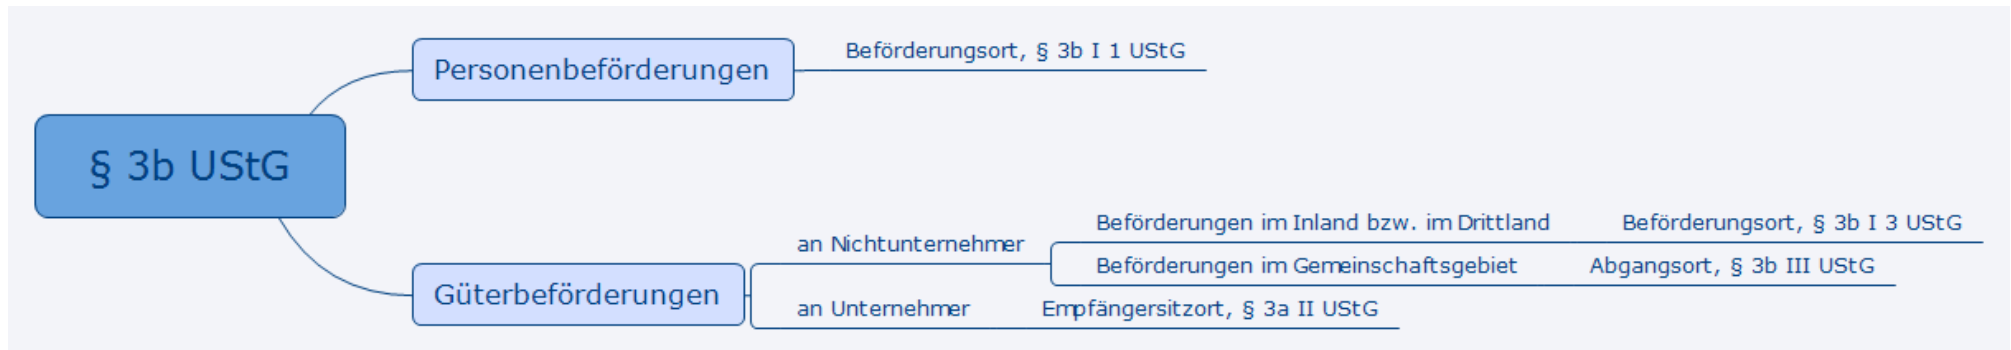 § 3b UStG
Personenbeförderungen
Beförderungsort, § 3b I 1 UStG
Güterbeförderungen
an Nichtunternehmer
Beförderungen im Inland bzw. im Drittland
Beförderungsort, § 3b I 3 UStG
Beförderungen im Gemeinschaftsgebiet
Abgangsort, § 3b III UStG
an Unternehmer
Empfängersitzort, § 3a II UStG